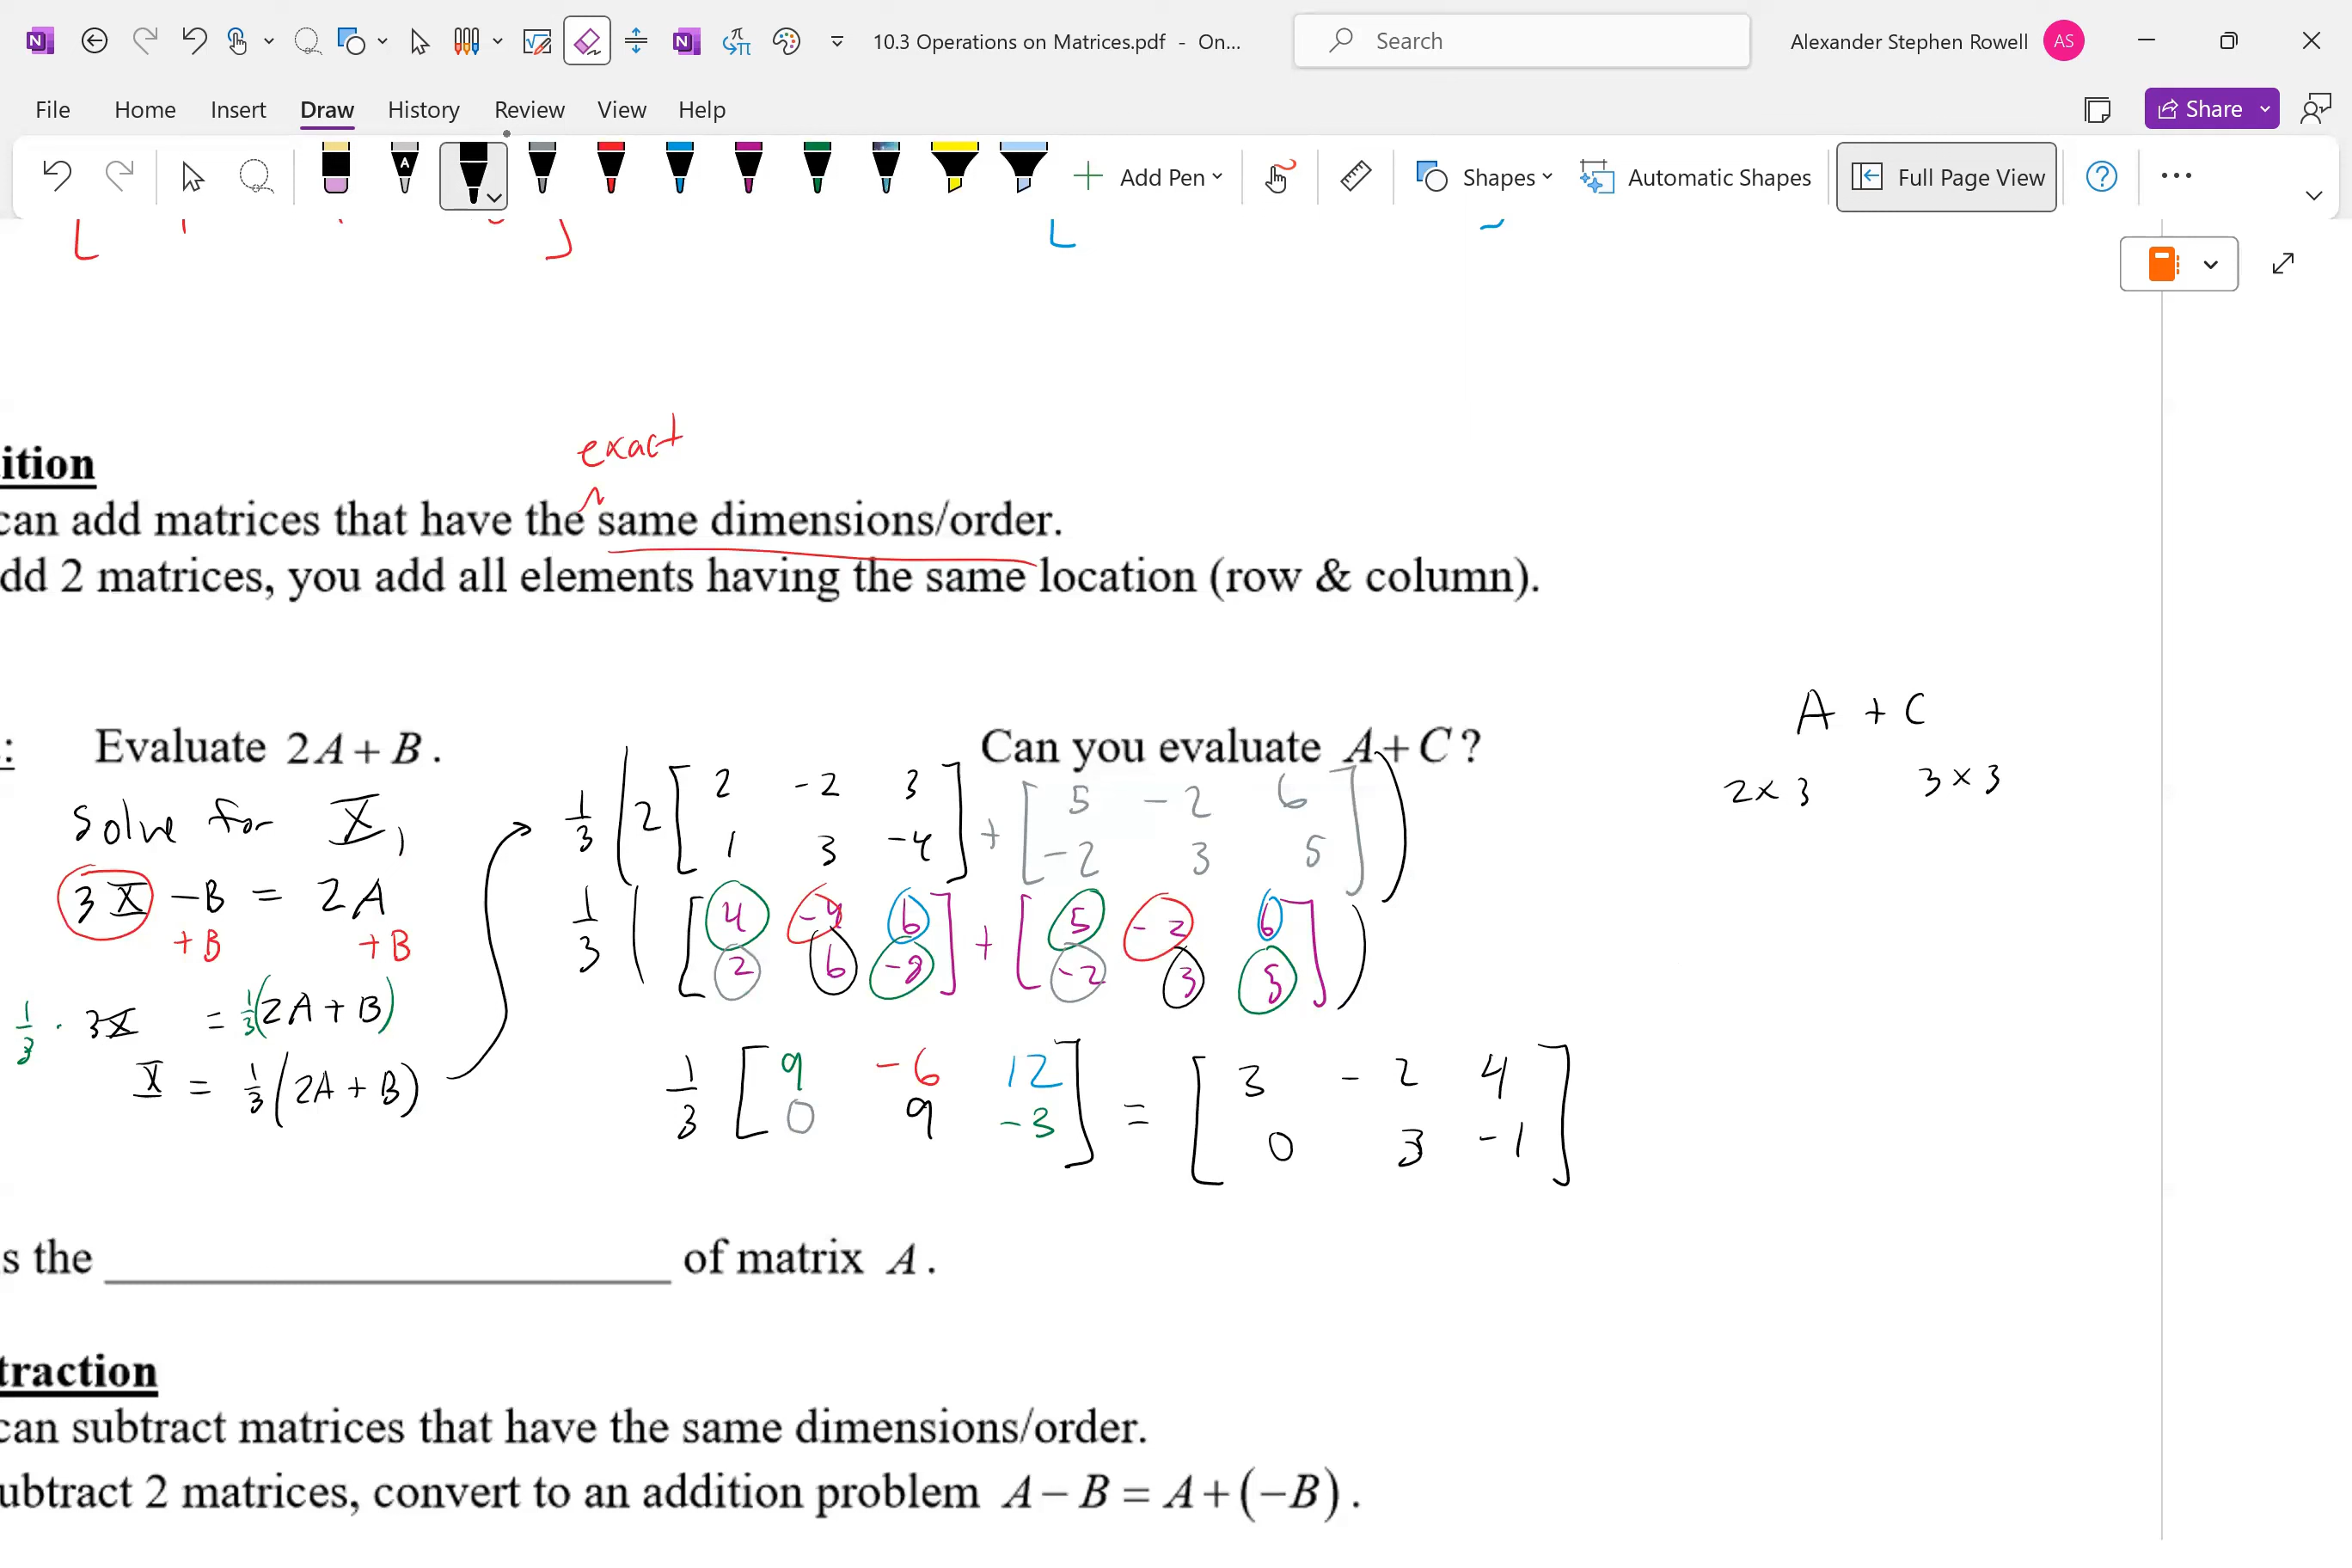 10.3 Operations on Matrices.pdf - On...
Search
Alexander Stephen Rowell
AS
File Home Insert Draw History Review View Help
Share
Add Pen
Shapes
Automatic Shapes
Full Page View
exact
ition
can add matrices that have the same dimensions/order.
dd 2 matrices, you add all elements having the same location (row & column).
: Evaluate 2A + B.
Can you evaluate A + C?
A + C
2 x 3 3 x 3
Solve for X,
3X - B = 2A
+ B + B
1/3 · 3X = 1/3(2A + B)
X = 1/3(2A + B)
1/3 ( 2 [ 2 -2 3 ] + [ 5 -2 6 ] )
[ 1 3 -4 ] [ -2 3 5 ]
1/3 ( [ 4 -4 6 ] + [ 5 -2 6 ] )
[ 2 6 -8 ] [ -2 3 5 ]
1/3 [ 9 -6 12 ] = [ 3 -2 4 ]
[ 0 9 -3 ] [ 0 3 -1 ]
s the ____________________ of matrix A.
traction
can subtract matrices that have the same dimensions/order.
ubtract 2 matrices, convert to an addition problem A - B = A + (-B).